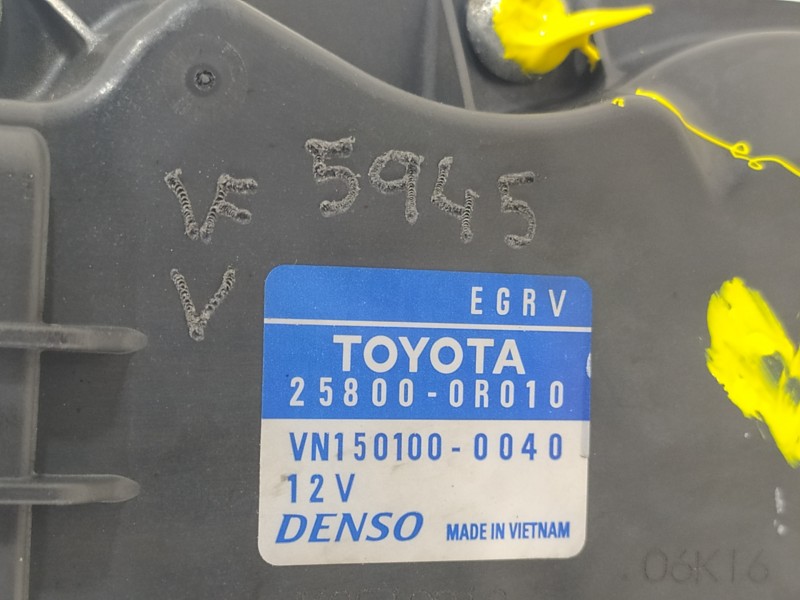 VF 5945
V
EGRV
TOYOTA
25800-0R010
VN150100-0040
12V
DENSO MADE IN VIETNAM
06K16